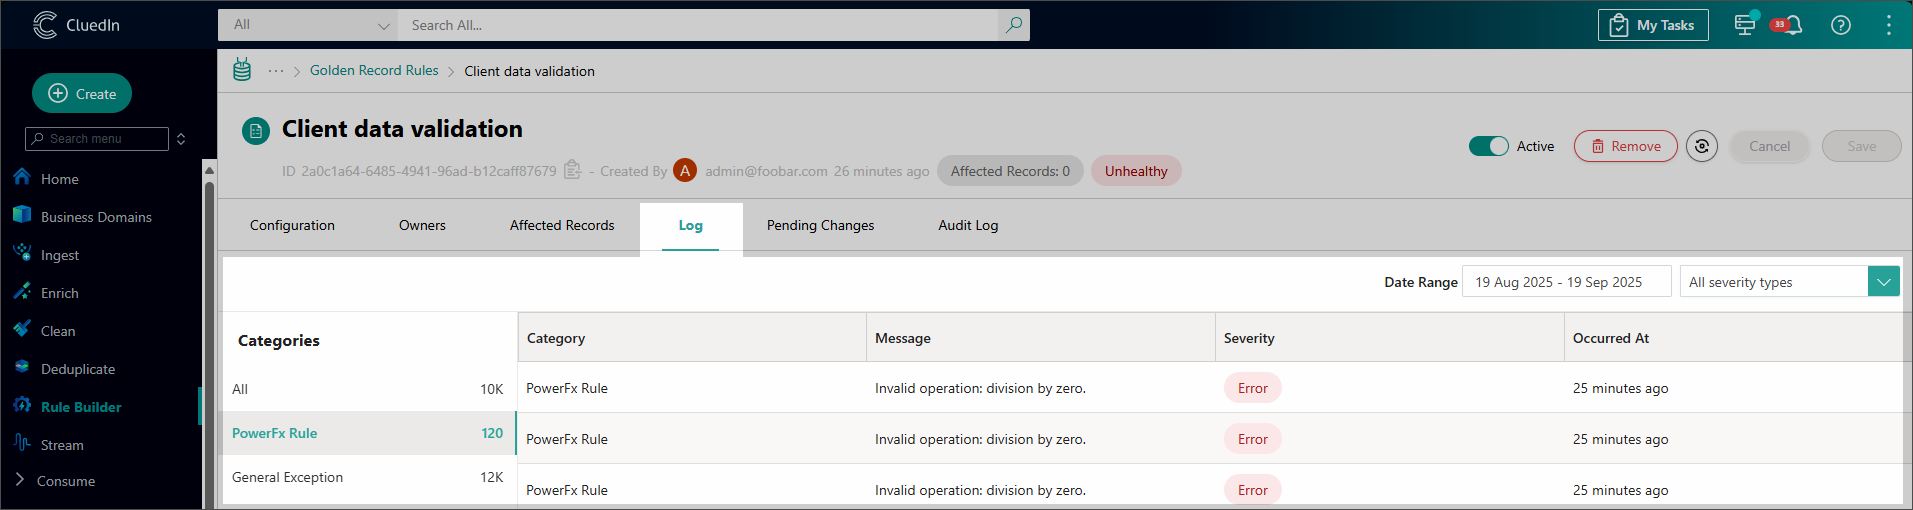 CluedIn
All
Search All...
My Tasks
33
Create
Search menu
Home
Business Domains
Ingest
Enrich
Clean
Deduplicate
Rule Builder
Stream
Consume
··· > Golden Record Rules > Client data validation
Client data validation
ID 2a0c1a64-6485-4941-96ad-b12caff87679 - Created By A admin@foobar.com 26 minutes ago Affected Records: 0 Unhealthy
Active Remove Cancel Save
Configuration Owners Affected Records Log Pending Changes Audit Log
Date Range 19 Aug 2025 - 19 Sep 2025 All severity types
Categories
All 10K
PowerFx Rule 120
General Exception 12K
Category Message Severity Occurred At
PowerFx Rule Invalid operation: division by zero. Error 25 minutes ago
PowerFx Rule Invalid operation: division by zero. Error 25 minutes ago
PowerFx Rule Invalid operation: division by zero. Error 25 minutes ago